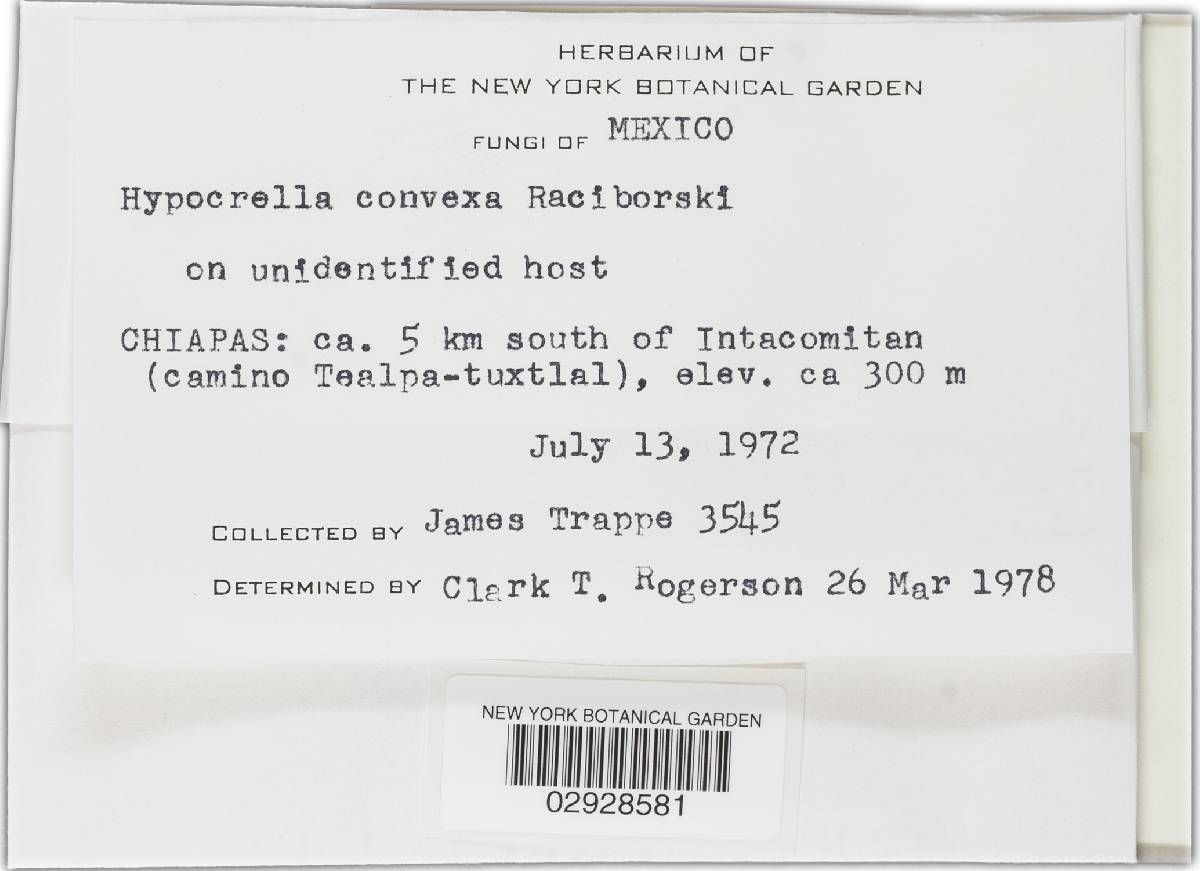 HERBARIUM OF
THE NEW YORK BOTANICAL GARDEN
FUNGI OF MEXICO
Hypocrella convexa Raciborski
on unidentified host
CHIAPAS: ca. 5 km south of Intacomitan
(camino Tealpa-tuxtlal), elev. ca 300 m
July 13, 1972
COLLECTED BY James Trappe 3545
DETERMINED BY Clark T. Rogerson 26 Mar 1978
NEW YORK BOTANICAL GARDEN
02928581